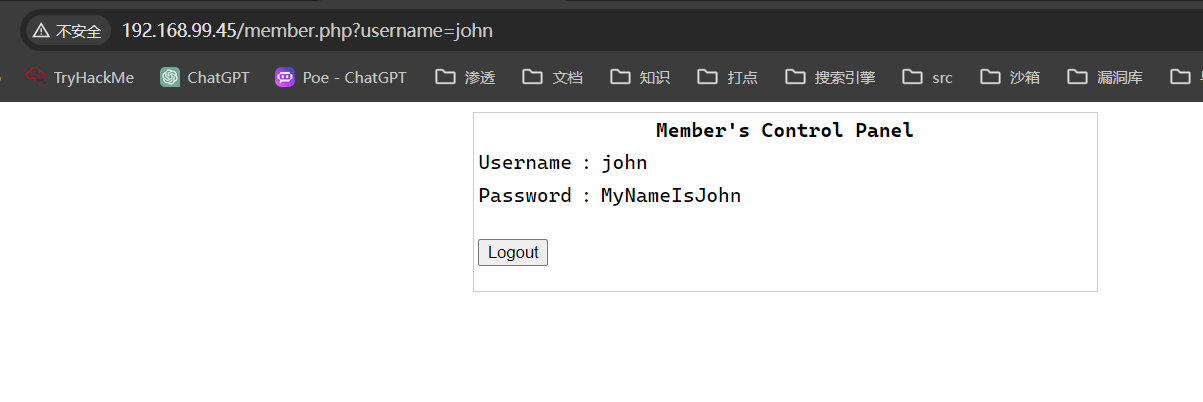 不安全 192.168.99.45/member.php?username=john
TryHackMe ChatGPT Poe - ChatGPT 渗透 文档 知识 打点 搜索引擎 src 沙箱 漏洞库
Member's Control Panel
Username : john
Password : MyNameIsJohn
Logout